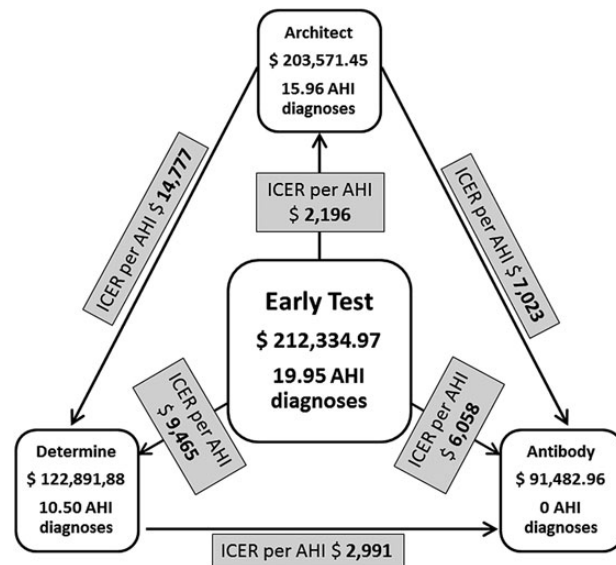 Architect
$ 203,571.45
15.96 AHI
diagnoses
ICER per AHI $ 14,777
ICER per AHI
$ 2,196
ICER per AHI $ 7,023
Early Test
$ 212,334.97
19.95 AHI
diagnoses
ICER per AHI
$ 9,465
ICER per AHI
$ 6,058
Determine
$ 122,891,88
10.50 AHI
diagnoses
Antibody
$ 91,482.96
0 AHI
diagnoses
ICER per AHI $ 2,991